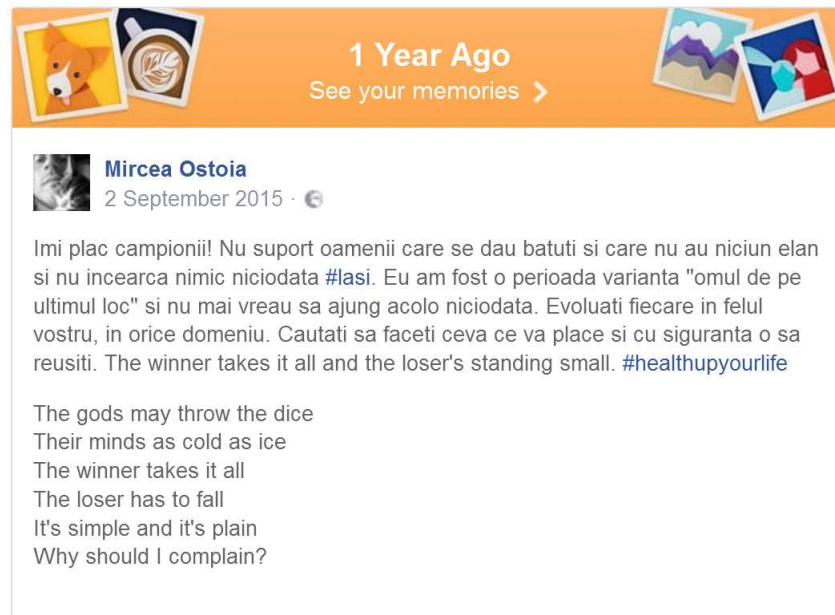 1 Year Ago
See your memories
Mircea Ostoia
2 September 2015 ·
Imi plac campionii! Nu suport oamenii care se dau batuti si care nu au niciun elan
si nu incearca nimic niciodata #Iasi. Eu am fost o perioada varianta "omul de pe
ultimul loc" si nu mai vreau sa ajung acolo niciodata. Evoluati fiecare in felul
vostru, in orice domeniu. Cautati sa faceti ceva ce va place si cu siguranta o sa
reusiti. The winner takes it all and the loser's standing small. #healthupyourlife
The gods may throw the dice
Their minds as cold as ice
The winner takes it all
The loser has to fall
It's simple and it's plain
Why should I complain?